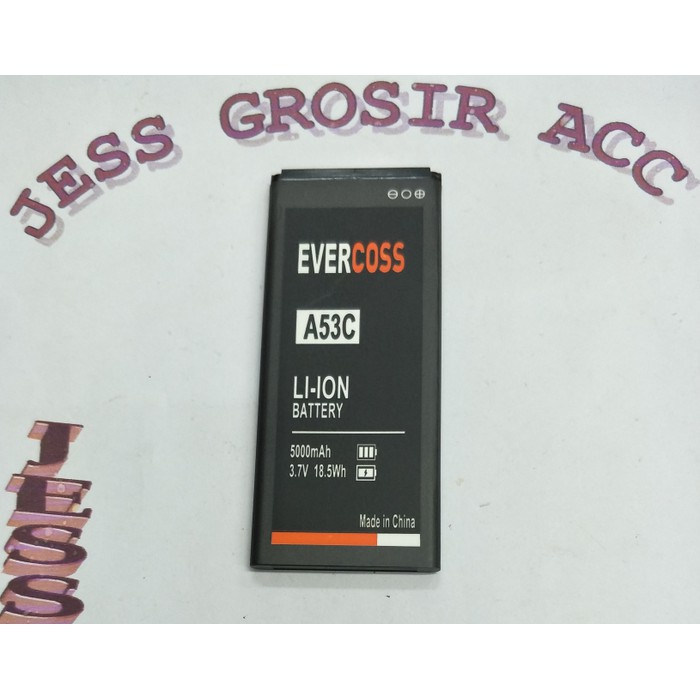 JESS GROSIR ACC
EVERCOSS
A53C
LI-ION
BATTERY
5000mAh
3.7V 18.5Wh
Made in China
JESS